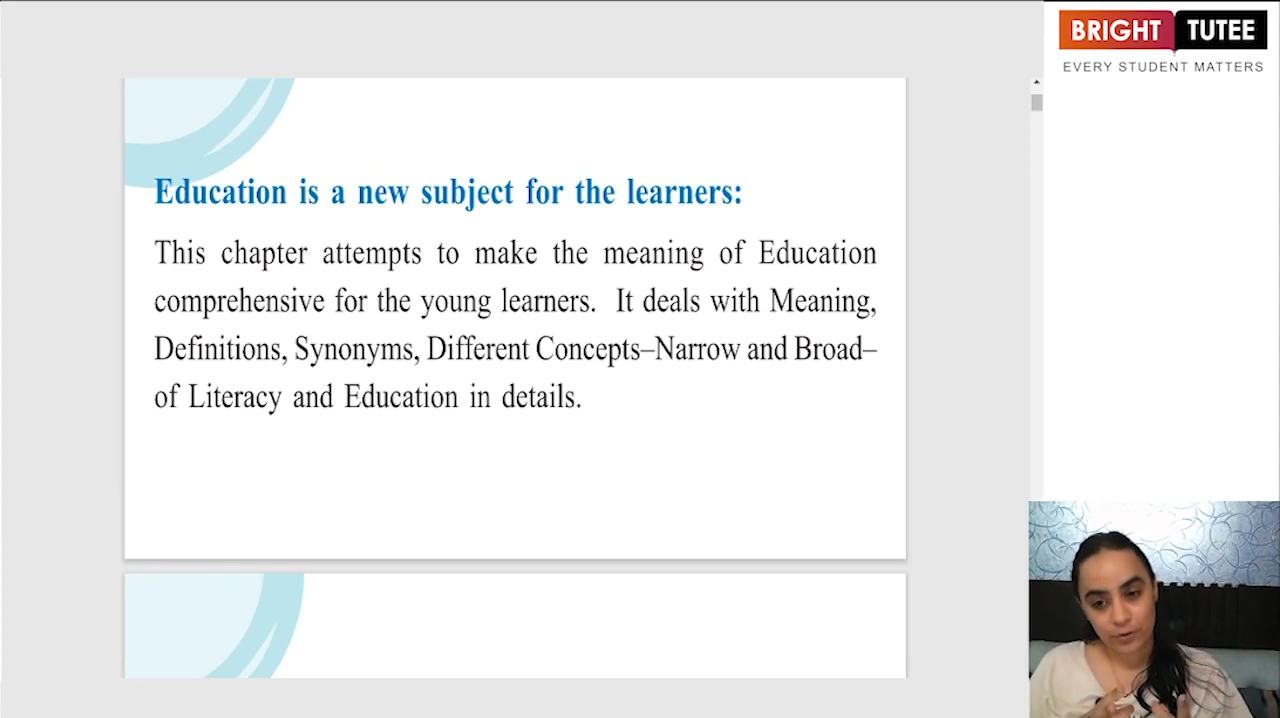 BRIGHT TUTEE
EVERY STUDENT MATTERS
Education is a new subject for the learners:
This chapter attempts to make the meaning of Education
comprehensive for the young learners. It deals with Meaning,
Definitions, Synonyms, Different Concepts–Narrow and Broad–
of Literacy and Education in details.